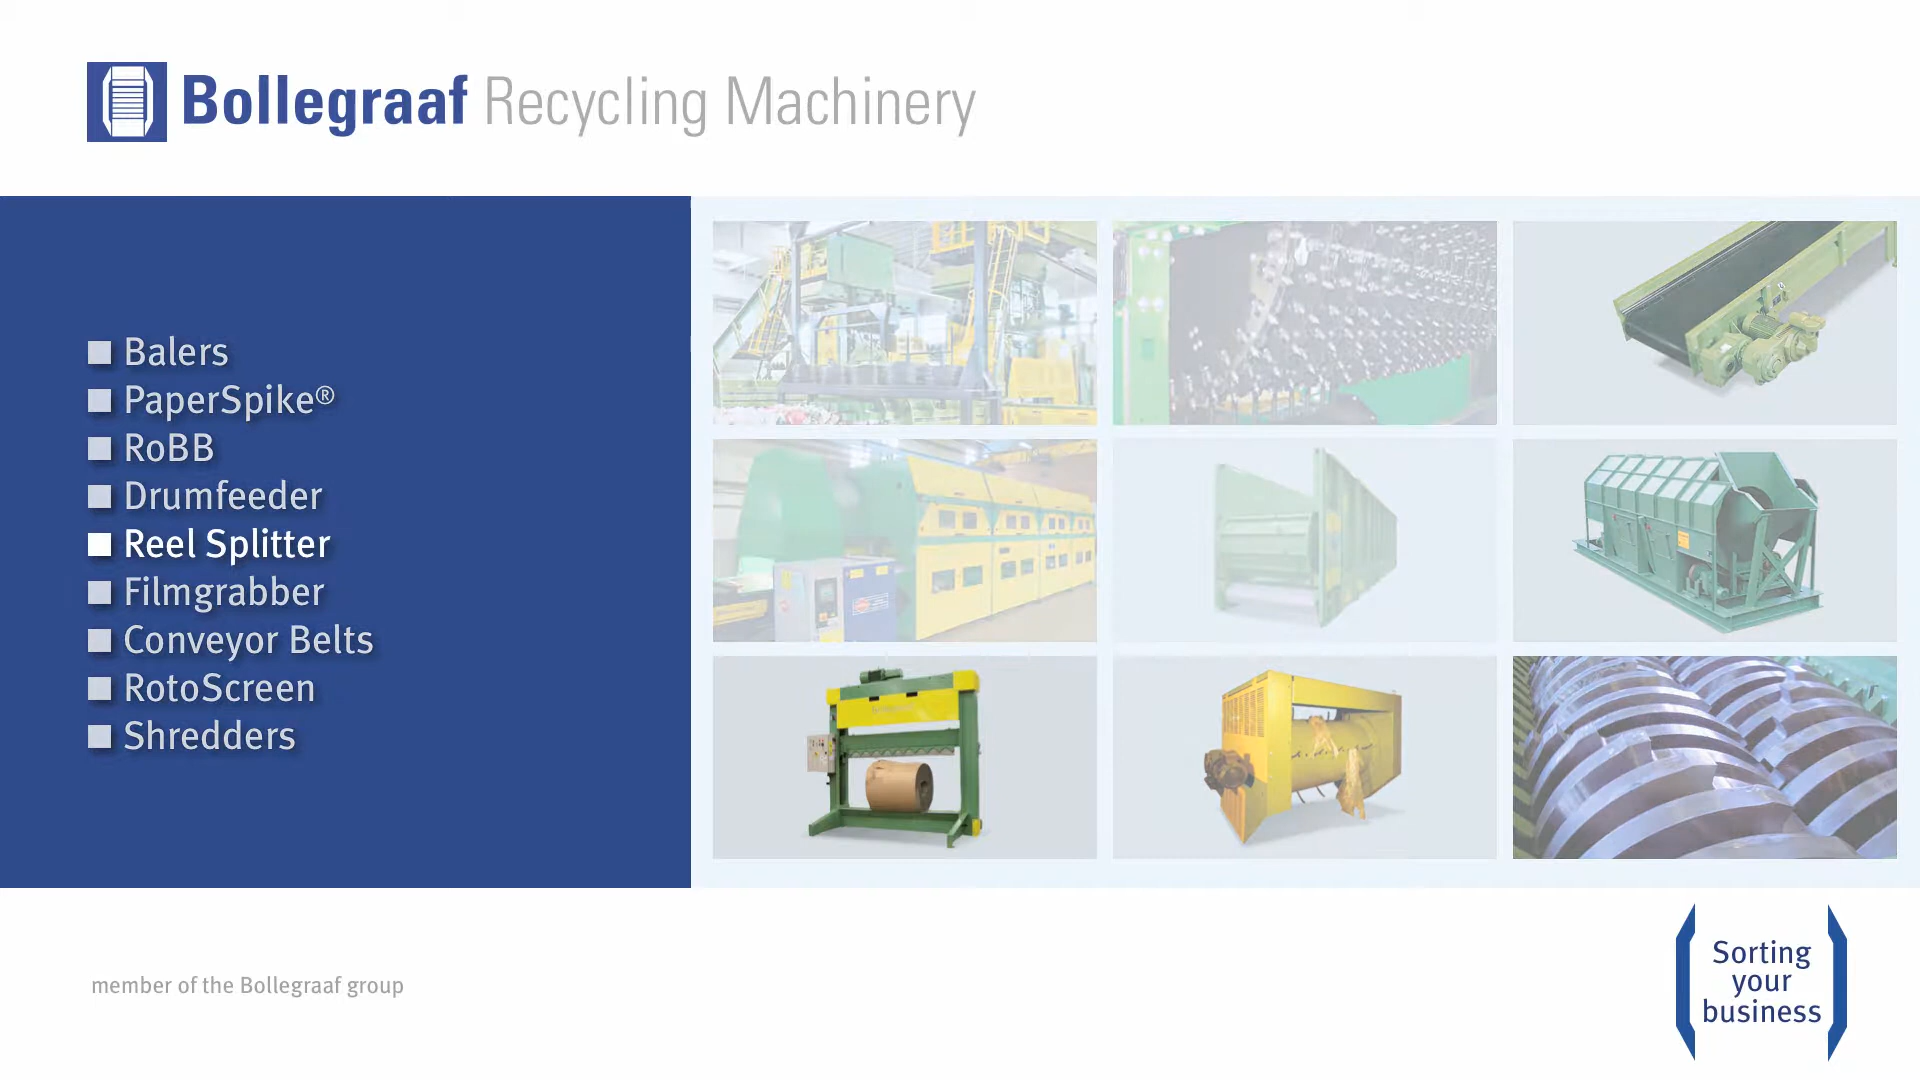 Bollegraaf Recycling Machinery
Balers
PaperSpike®
RoBB
Drumfeeder
Reel Splitter
Filmgrabber
Conveyor Belts
RotoScreen
Shredders
member of the Bollegraaf group
Sorting
your
business